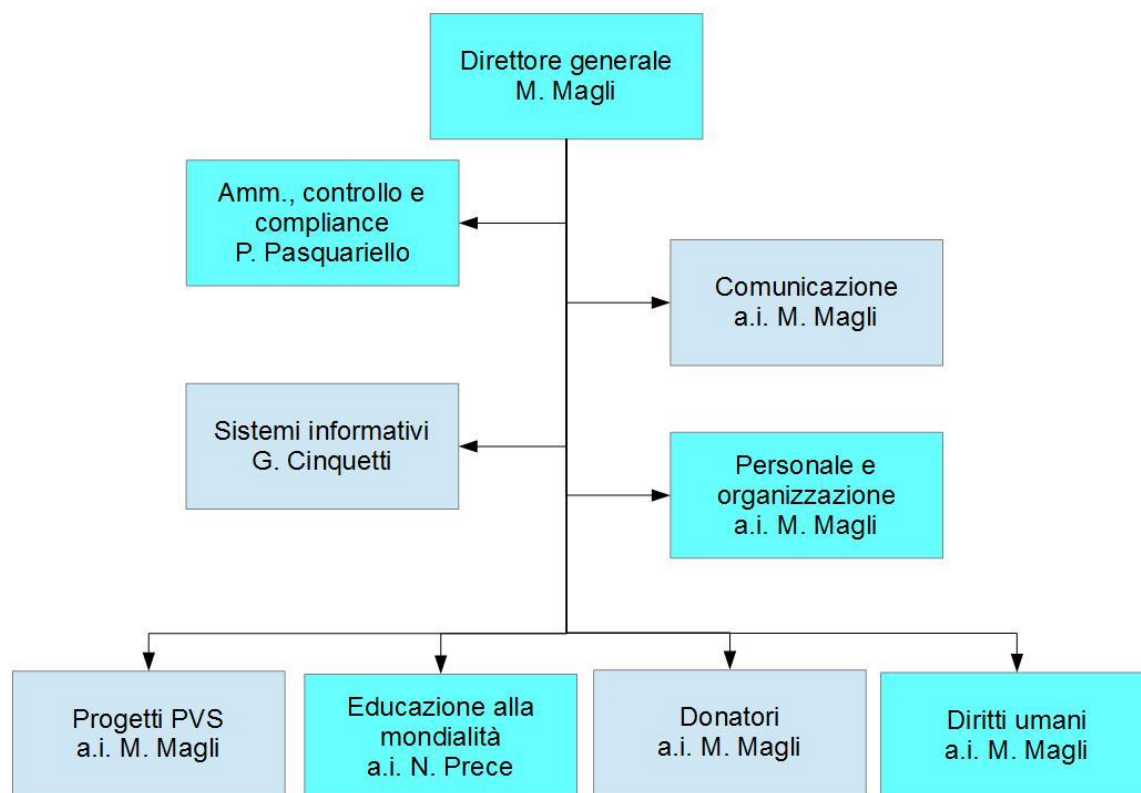 Direttore generale
M. Magli
Amm., controllo e
compliance
P. Pasquariello
Comunicazione
a.i. M. Magli
Sistemi informativi
G. Cinquetti
Personale e
organizzazione
a.i. M. Magli
Progetti PVS
a.i. M. Magli
Educazione alla
mondialità
a.i. N. Prece
Donatori
a.i. M. Magli
Diritti umani
a.i. M. Magli